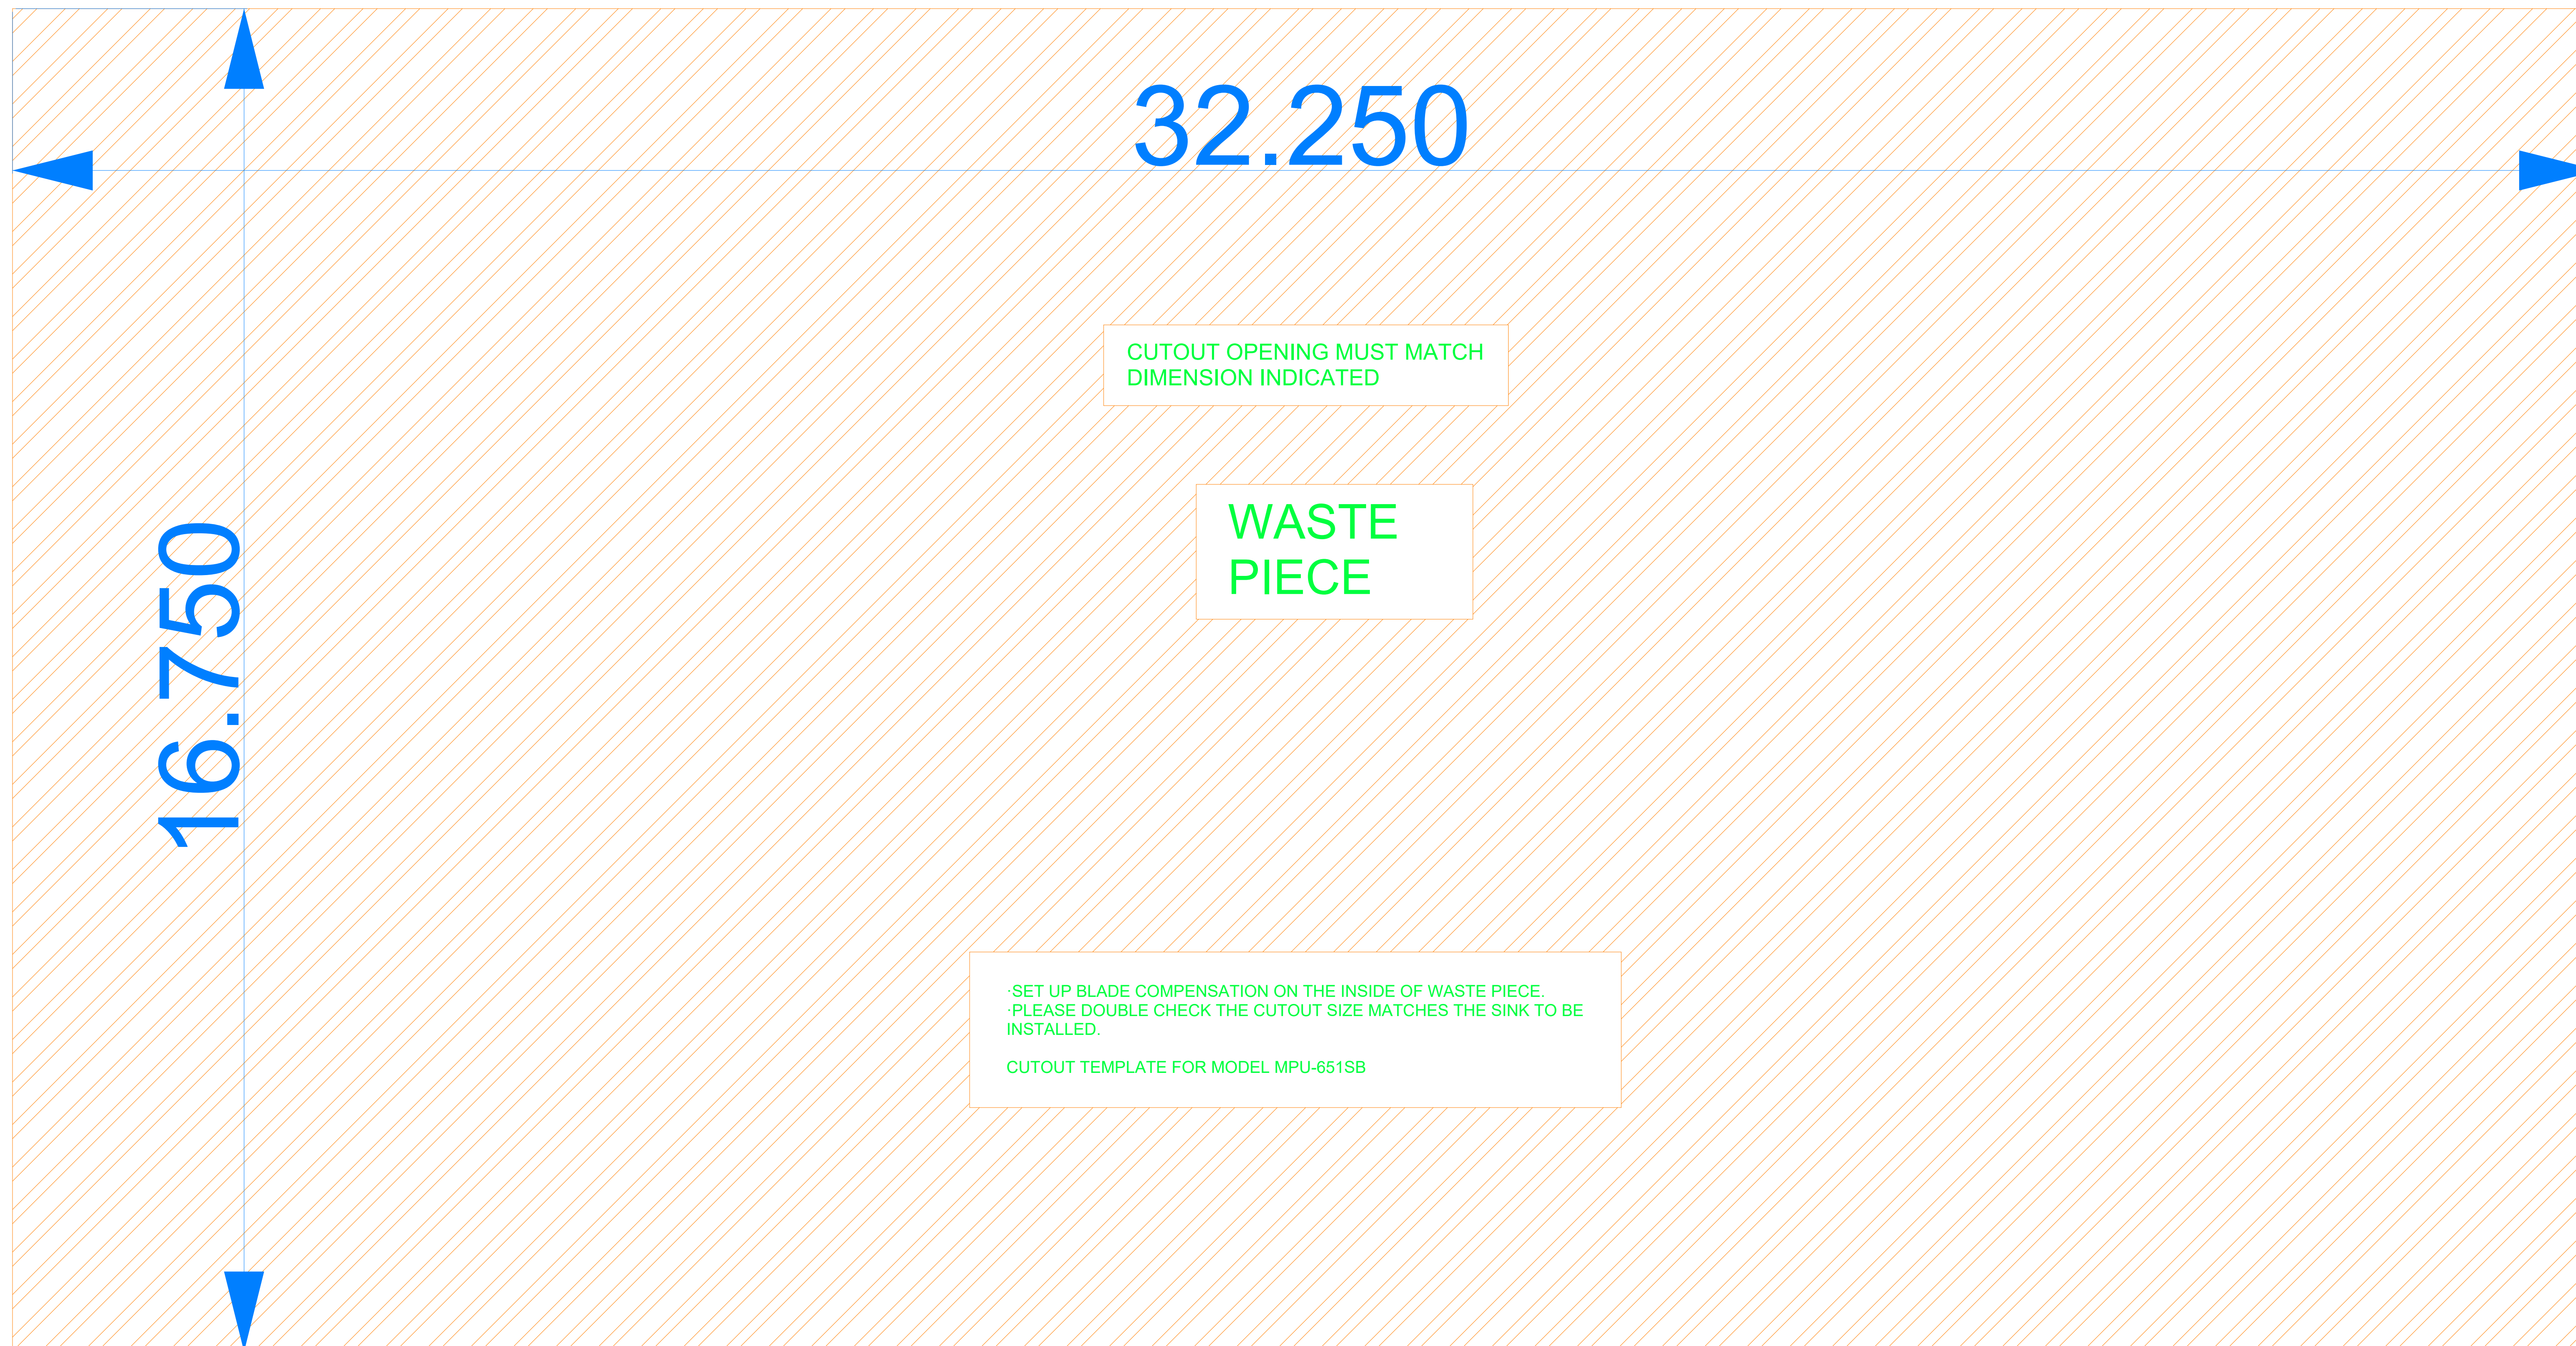 32.250
CUTOUT OPENING MUST MATCH
DIMENSION INDICATED
WASTE
PIECE
16.750
·SET UP BLADE COMPENSATION ON THE INSIDE OF WASTE PIECE.
·PLEASE DOUBLE CHECK THE CUTOUT SIZE MATCHES THE SINK TO BE
INSTALLED.
CUTOUT TEMPLATE FOR MODEL MPU-651SB